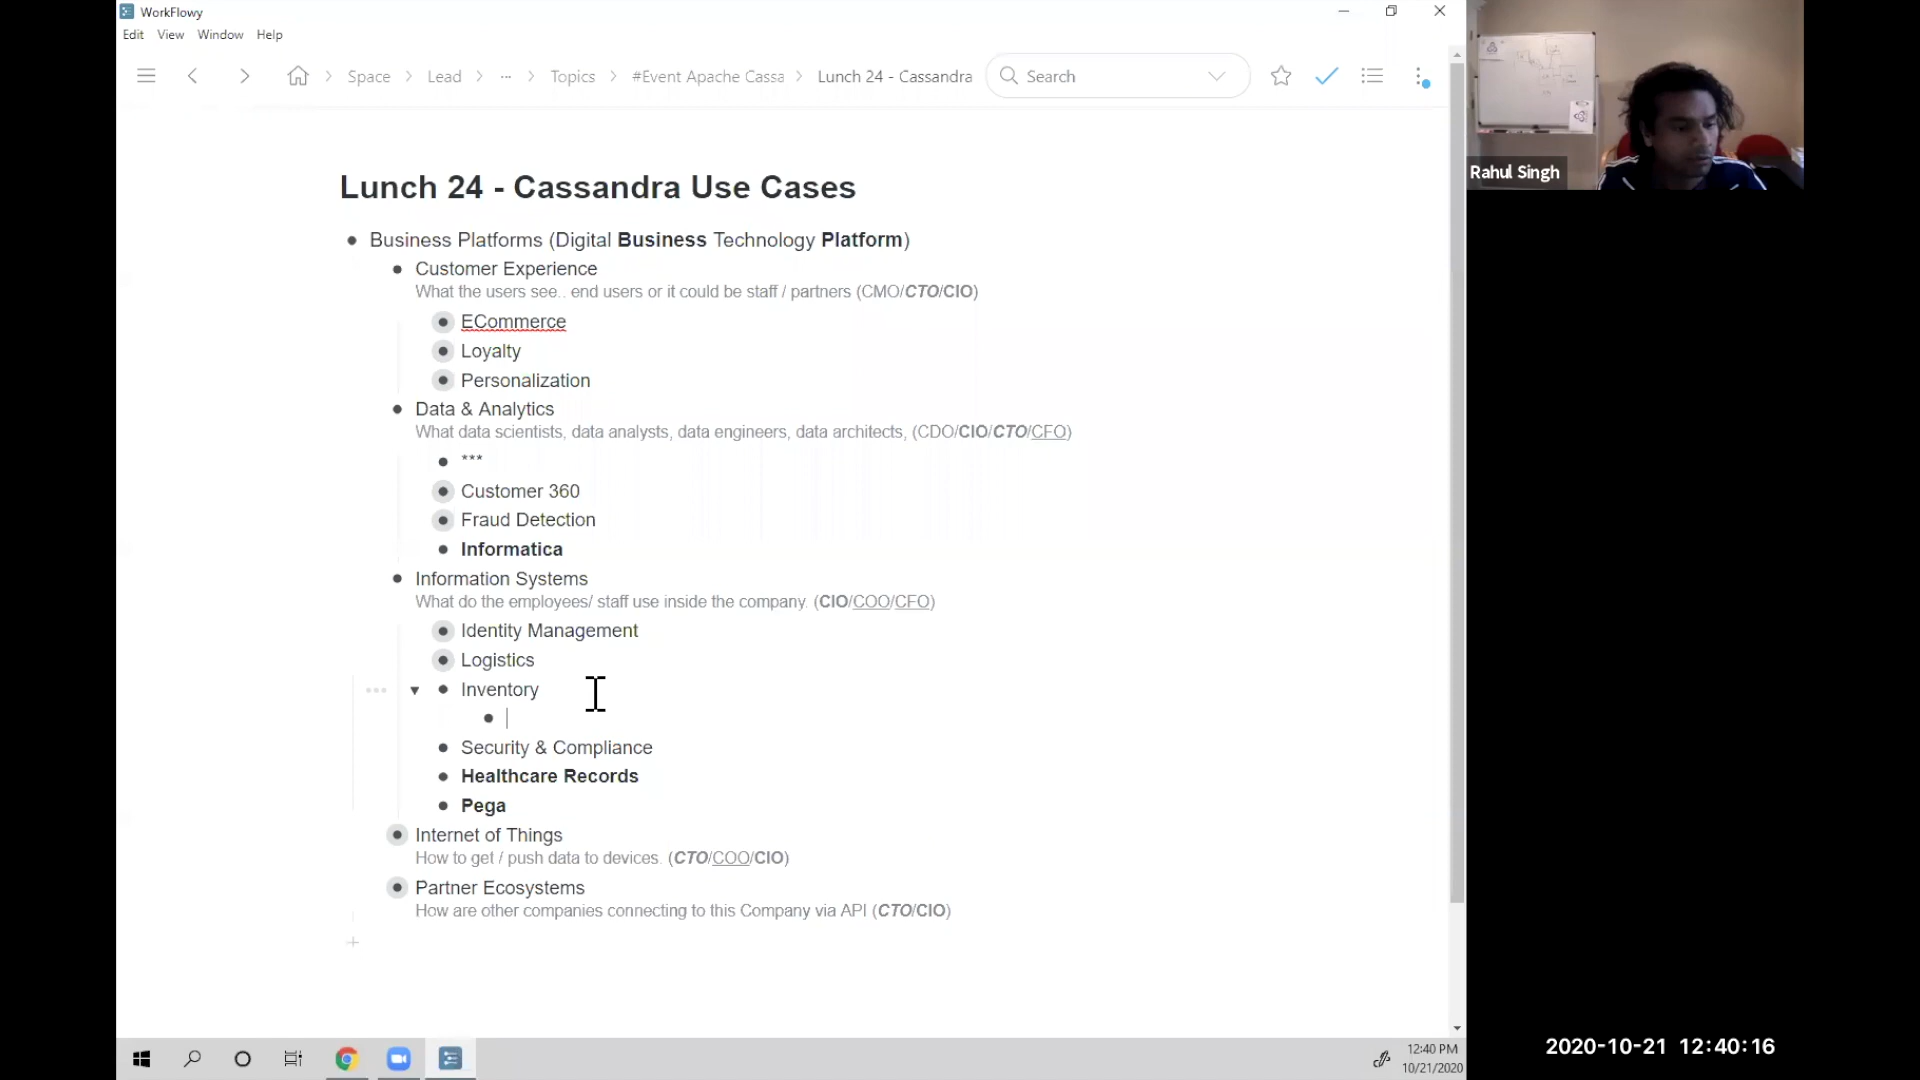 WorkFlowy
Edit View Window Help
Space Lead ... Topics #Event Apache Cassa Lunch 24 - Cassandra Search
Rahul Singh
Lunch 24 - Cassandra Use Cases
Business Platforms (Digital Business Technology Platform)
Customer Experience
What the users see.. end users or it could be staff / partners (CMO/CTO/CIO)
ECommerce
Loyalty
Personalization
Data & Analytics
What data scientists, data analysts, data engineers, data architects, (CDO/CIO/CTO/CFO)
***
Customer 360
Fraud Detection
Informatica
Information Systems
What do the employees/ staff use inside the company. (CIO/COO/CFO)
Identity Management
Logistics
Inventory
Security & Compliance
Healthcare Records
Pega
Internet of Things
How to get / push data to devices. (CTO/COO/CIO)
Partner Ecosystems
How are other companies connecting to this Company via API (CTO/CIO)
12:40 PM
10/21/2020
2020-10-21 12:40:16